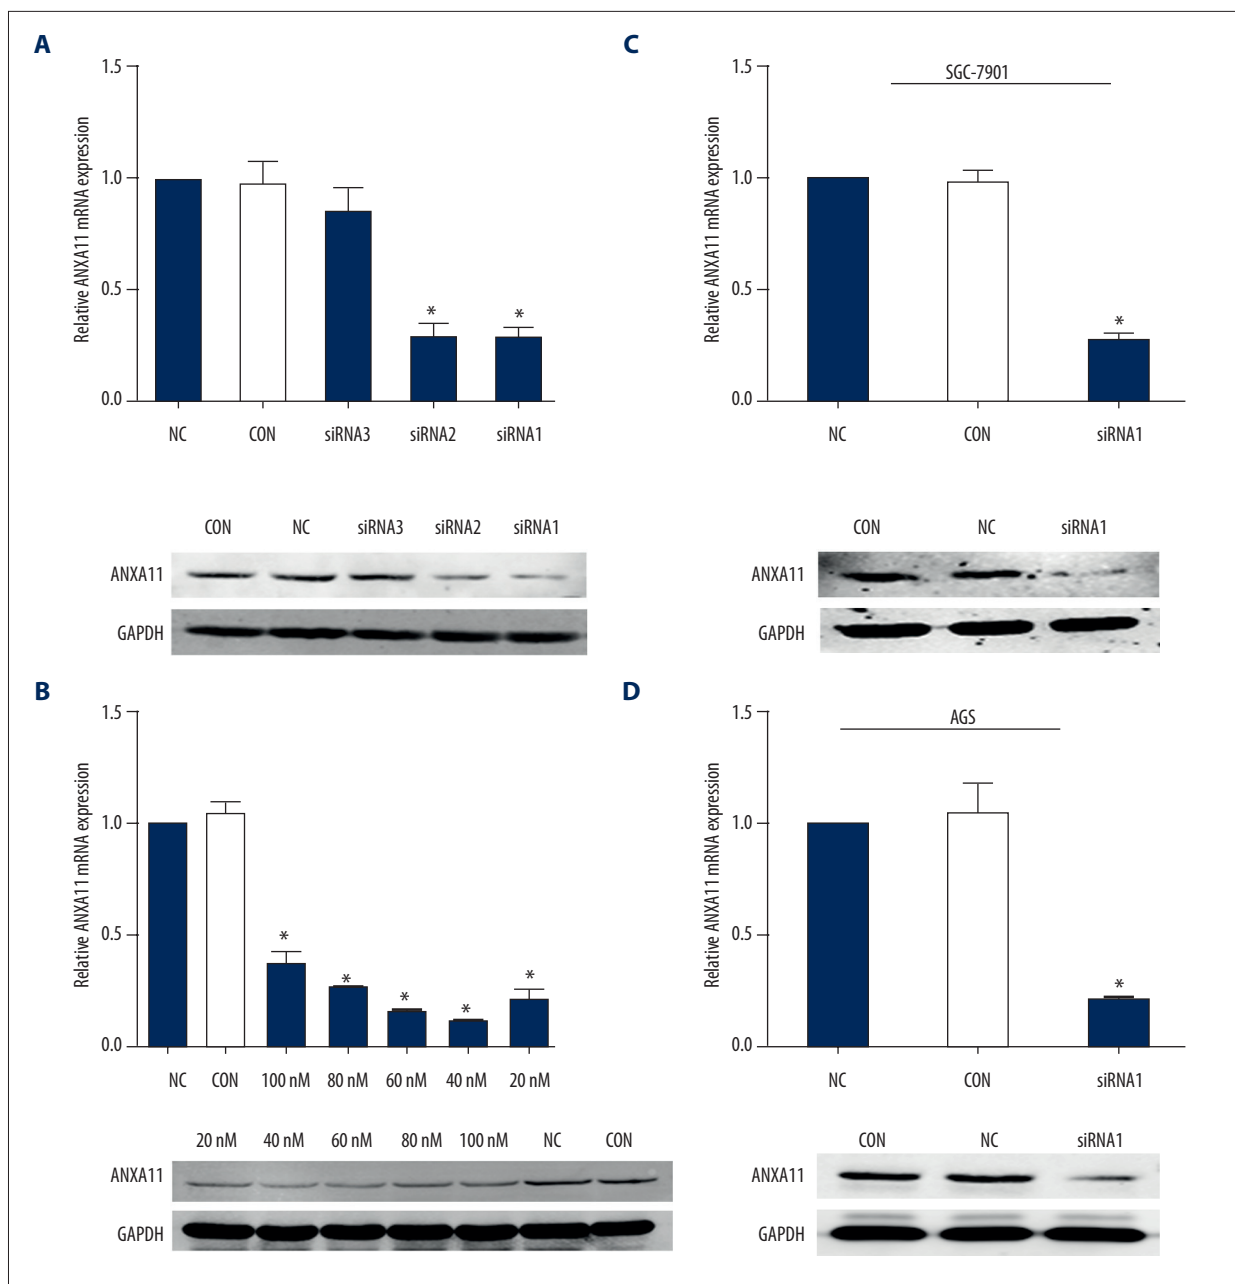 A
Relative ANXA11 mRNA expression
1.5
1.0
0.5
0.0
* *
NC CON siRNA3 siRNA2 siRNA1
CON NC siRNA3 siRNA2 siRNA1
ANXA11
GAPDH
C
Relative ANXA11 mRNA expression
1.5
1.0
0.5
0.0
SGC-7901
*
NC CON siRNA1
CON NC siRNA1
ANXA11
GAPDH
B
Relative ANXA11 mRNA expression
1.5
1.0
0.5
0.0
* * * * *
NC CON 100 nM 80 nM 60 nM 40 nM 20 nM
20 nM 40 nM 60 nM 80 nM 100 nM NC CON
ANXA11
GAPDH
D
Relative ANXA11 mRNA expression
1.5
1.0
0.5
0.0
AGS
*
NC CON siRNA1
CON NC siRNA1
ANXA11
GAPDH